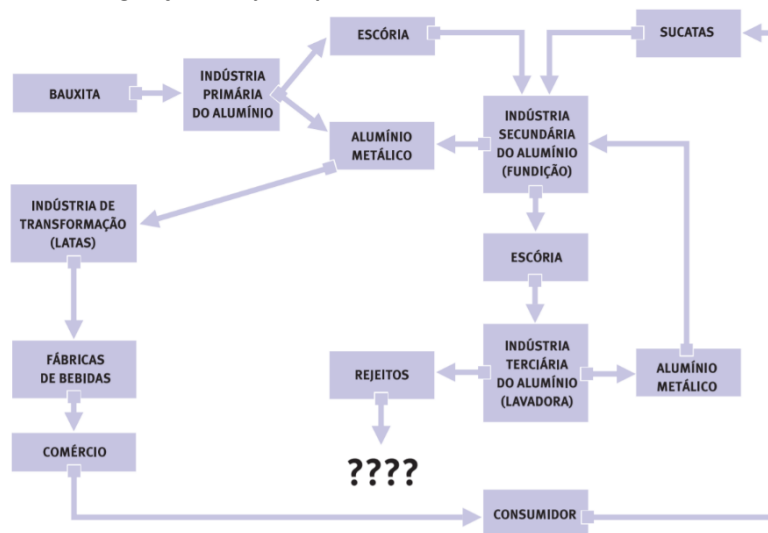 ESCÓRIA
SUCATAS
BAUXITA
INDÚSTRIA
PRIMÁRIA
DO ALUMÍNIO
ALUMÍNIO
METÁLICO
INDÚSTRIA
SECUNDÁRIA
DO ALUMÍNIO
(FUNDIÇÃO)
INDÚSTRIA DE
TRANSFORMAÇÃO
(LATAS)
ESCÓRIA
FÁBRICAS
DE BEBIDAS
REJEITOS
INDÚSTRIA
TERCIÁRIA
DO ALUMÍNIO
(LAVADORA)
ALUMÍNIO
METÁLICO
COMÉRCIO
????
CONSUMIDOR